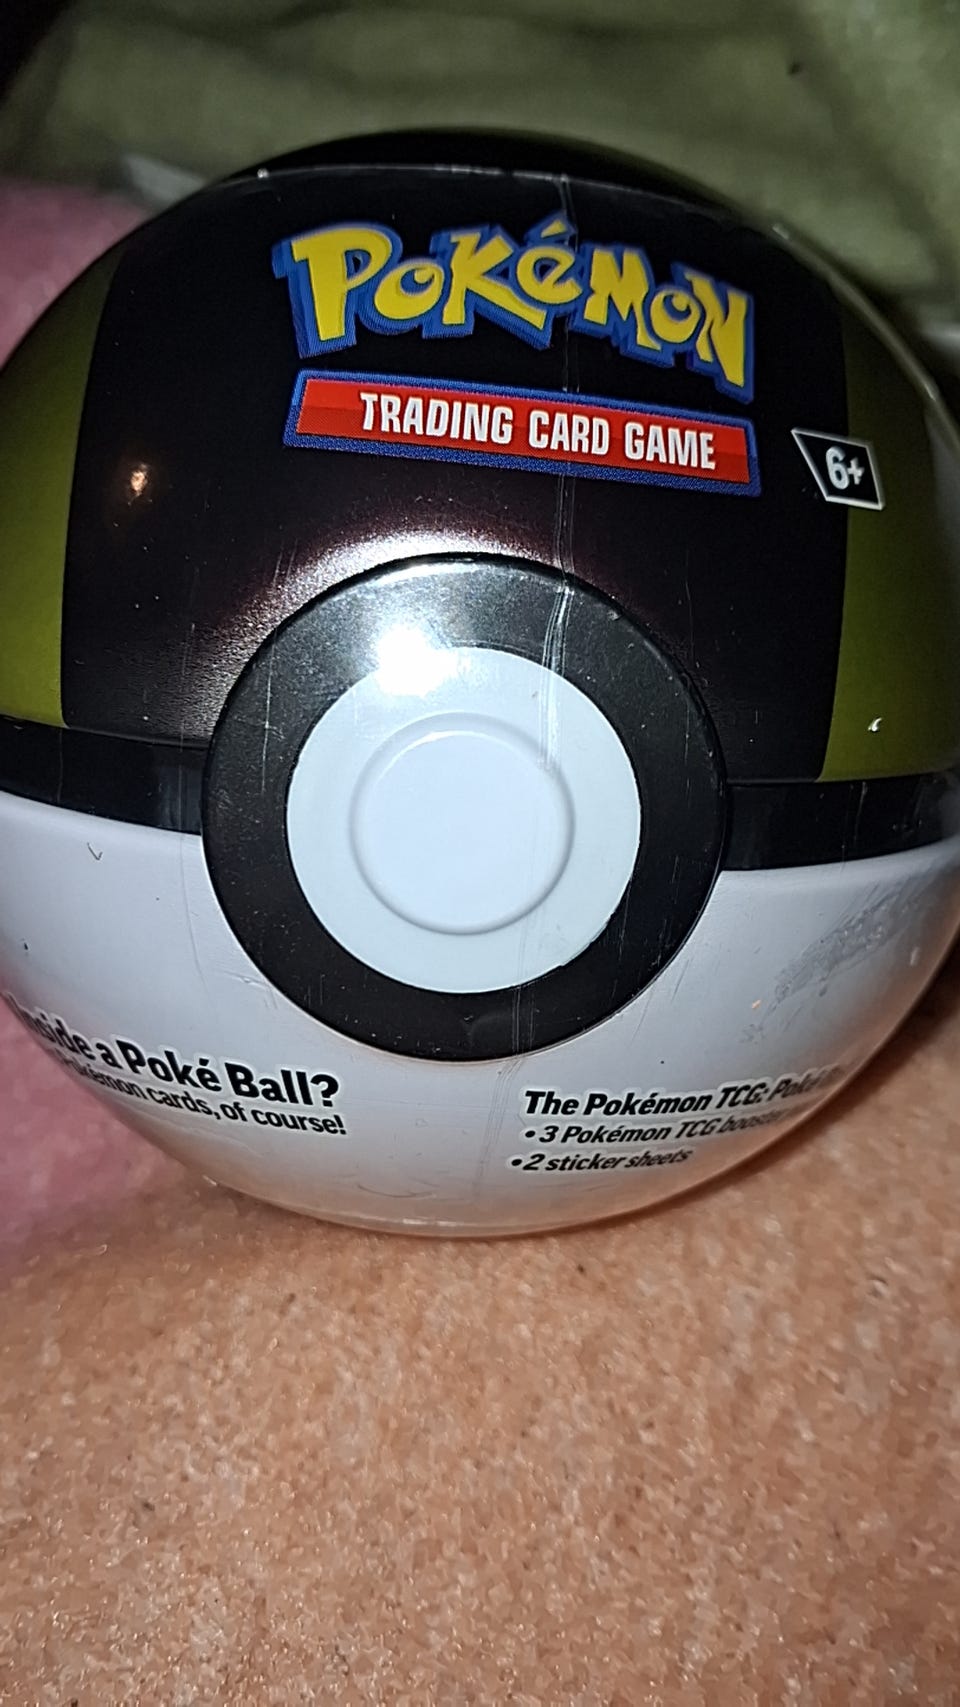 POKÉMON
TRADING CARD GAME
6+
a Poké Ball?
Pokémon cards, of course!
The Pokémon TCG:
• 3 Pokémon TCG
• 2 sticker sheets